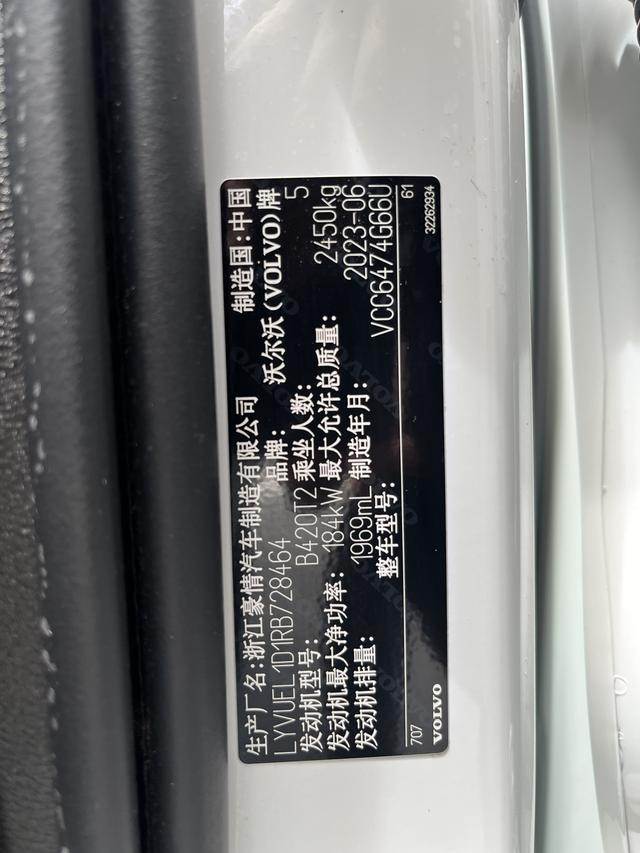 生产厂名:浙江豪情汽车制造有限公司 制造国:中国
LYVUEL1D1RB728464 品牌: 沃尔沃(VOLVO)牌
发动机型号: B420T2 乘坐人数: 5
发动机最大净功率: 184kW 最大允许总质量: 2450kg
发动机排量: 1969mL 制造年月: 2023-06
整车型号: VCC6474G66U
707 61
VOLVO 32262934